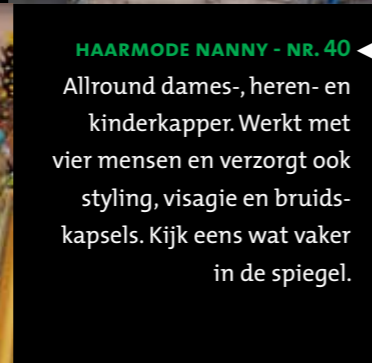 HAARMODE NANNY - NR. 40
Allround dames-, heren- en
kinderkapper. Werkt met
vier mensen en verzorgt ook
styling, visagie en bruids-
kapsels. Kijk eens wat vaker
in de spiegel.